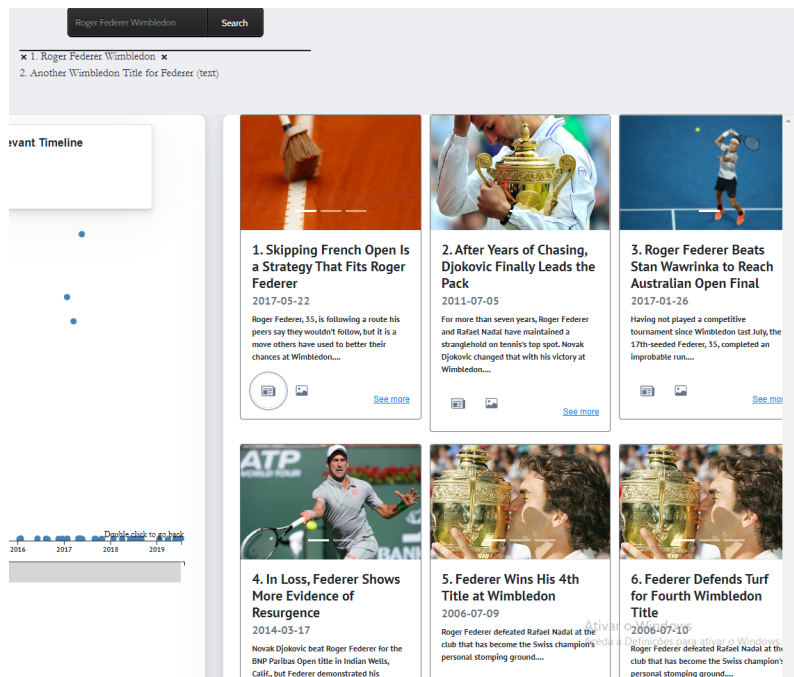 Roger Federer Wimbledon Search
× 1. Roger Federer Wimbledon ×
2. Another Wimbledon Title for Federer (text)
evant Timeline
Double click to go back
2016 2017 2018 2019
1. Skipping French Open Is
a Strategy That Fits Roger
Federer
2017-05-22
Roger Federer, 35, is following a route his
peers say they wouldn't follow, but it is a
move others have used to better their
chances at Wimbledon....
See more
2. After Years of Chasing,
Djokovic Finally Leads the
Pack
2011-07-05
For more than seven years, Roger Federer
and Rafael Nadal have maintained a
stranglehold on tennis's top spot. Novak
Djokovic changed that with his victory at
Wimbledon....
See more
3. Roger Federer Beats
Stan Wawrinka to Reach
Australian Open Final
2017-01-26
Having not played a competitive
tournament since Wimbledon last July, the
17th-seeded Federer, 35, completed an
improbable run....
See mo
ATP
WORLD TOUR
BAN
4. In Loss, Federer Shows
More Evidence of
Resurgence
2014-03-17
Novak Djokovic beat Roger Federer for the
BNP Paribas Open title in Indian Wells,
Calif., but Federer demonstrated his
5. Federer Wins His 4th
Title at Wimbledon
2006-07-09
Roger Federer defeated Rafael Nadal at the
club that has become the Swiss champion's
personal stomping ground....
6. Federer Defends Turf
for Fourth Wimbledon
Title
2006-07-10
Roger Federer defeated Rafael Nadal at the
club that has become the Swiss champion's
personal stomping ground....
Ativar o Windows
Aceda a Definições para ativar o Windows.